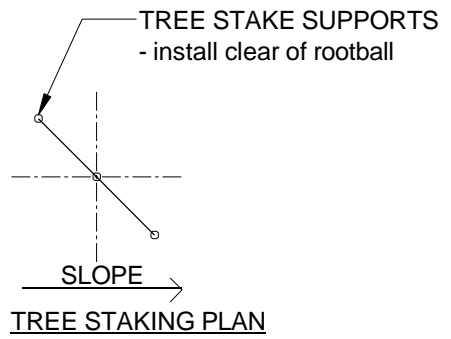 TREE STAKE SUPPORTS
- install clear of rootball
SLOPE
TREE STAKING PLAN